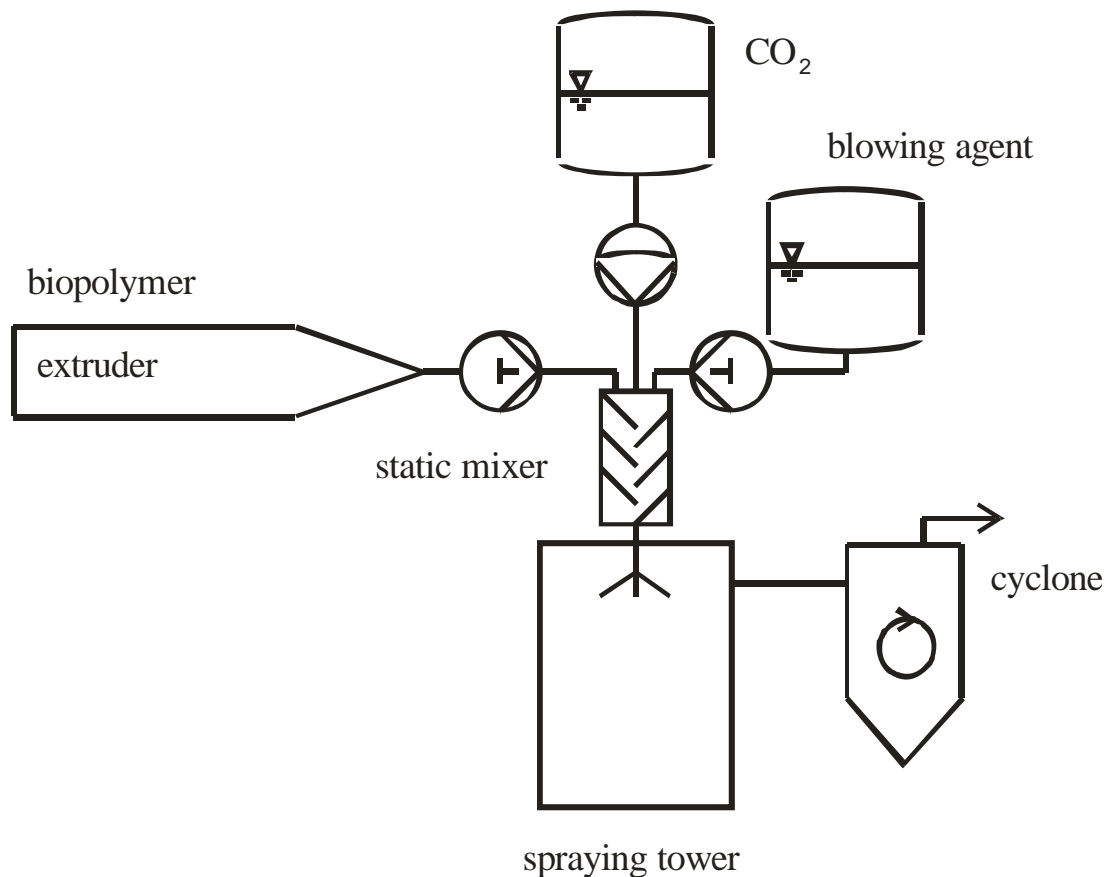 CO₂
blowing agent
biopolymer
extruder
static mixer
cyclone
spraying tower